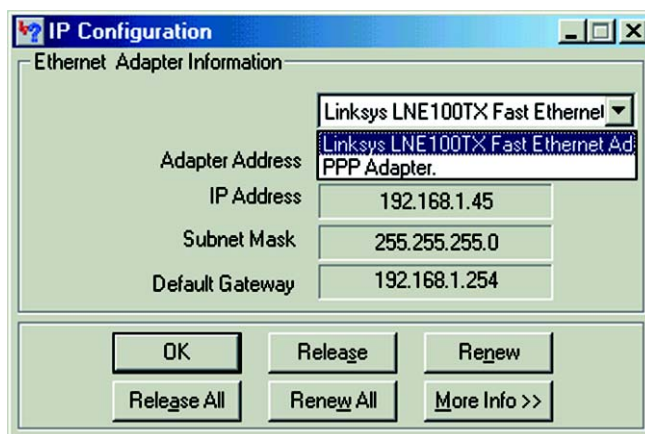 IP Configuration
Ethernet Adapter Information
Linksys LNE100TX Fast Ethernel
Linksys LNE100TX Fast Ethernet Ad
PPP Adapter.
Adapter Address
IP Address 192.168.1.45
Subnet Mask 255.255.255.0
Default Gateway 192.168.1.254
OK Release Renew
Release All Renew All More Info >>